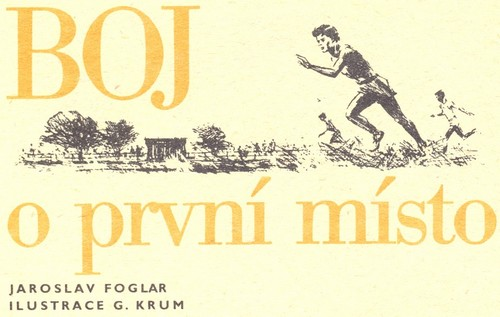 BOJ
o první místo
JAROSLAV FOGLAR
ILUSTRACE G. KRUM